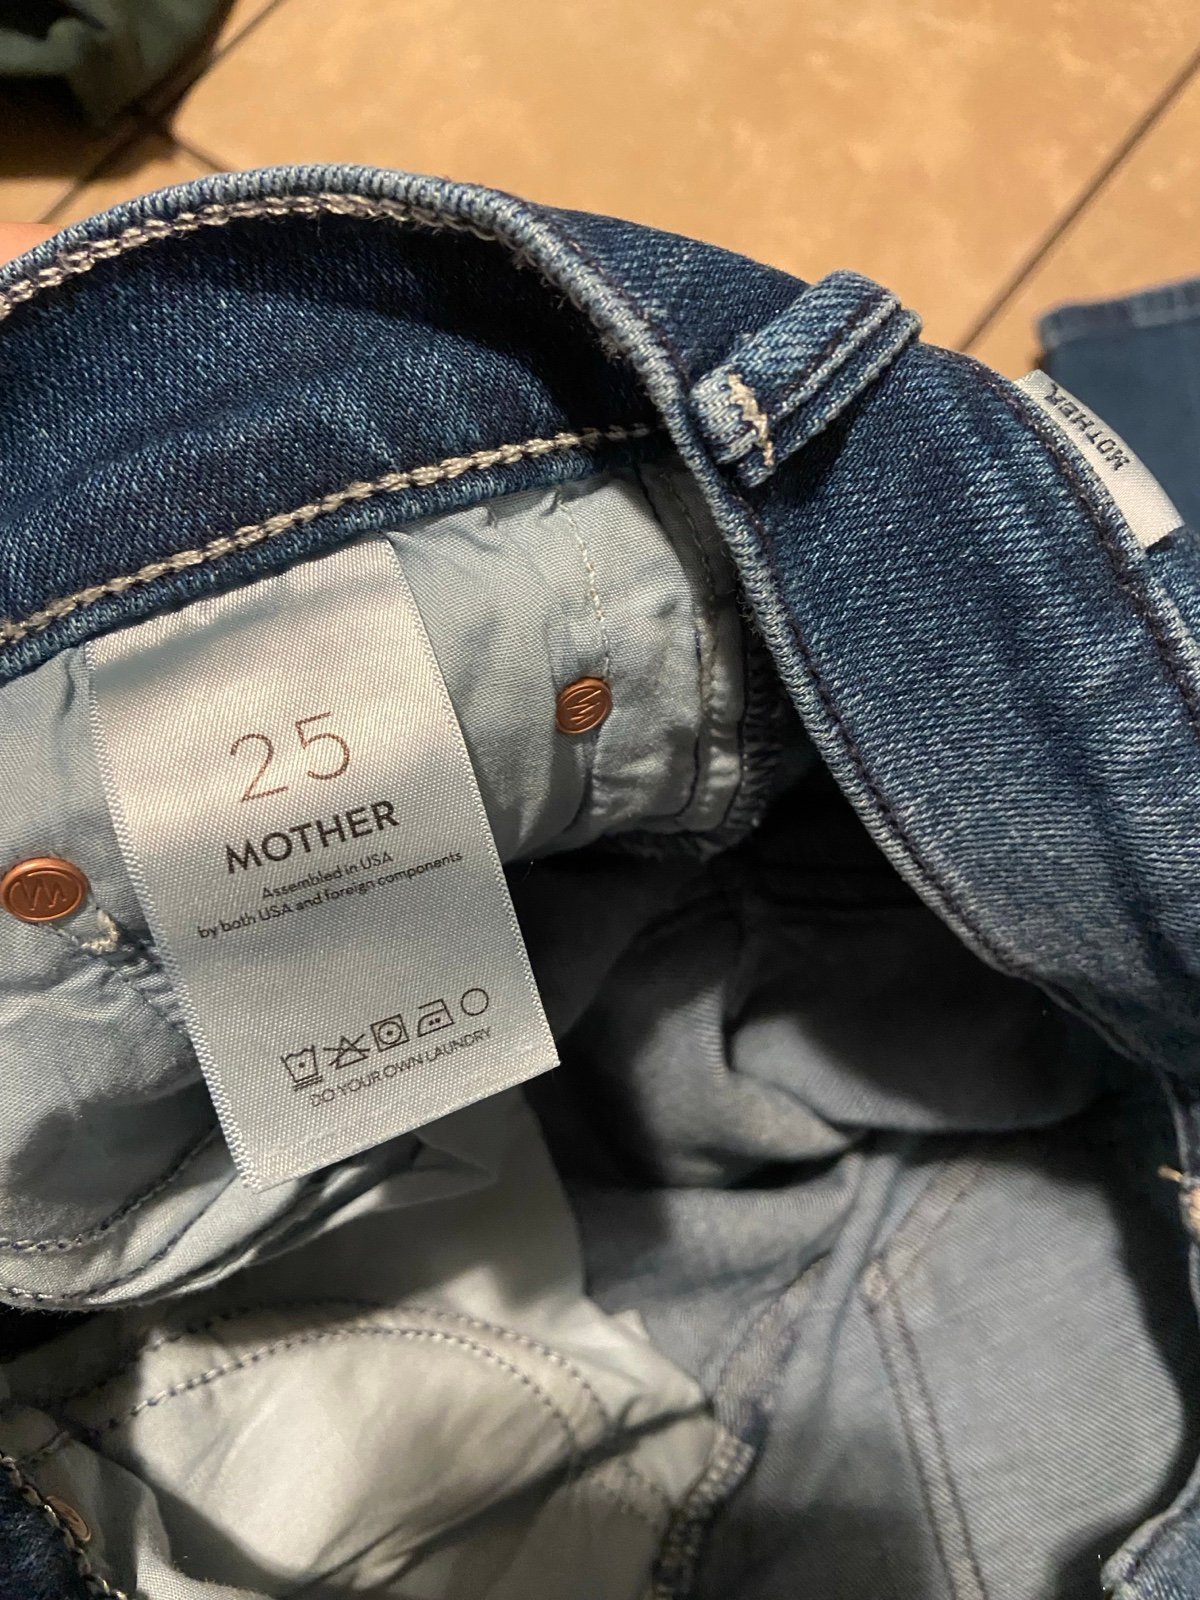 25
MOTHER
Assembled in USA
by both USA and foreign components
DO YOUR OWN LAUNDRY
MOTHER